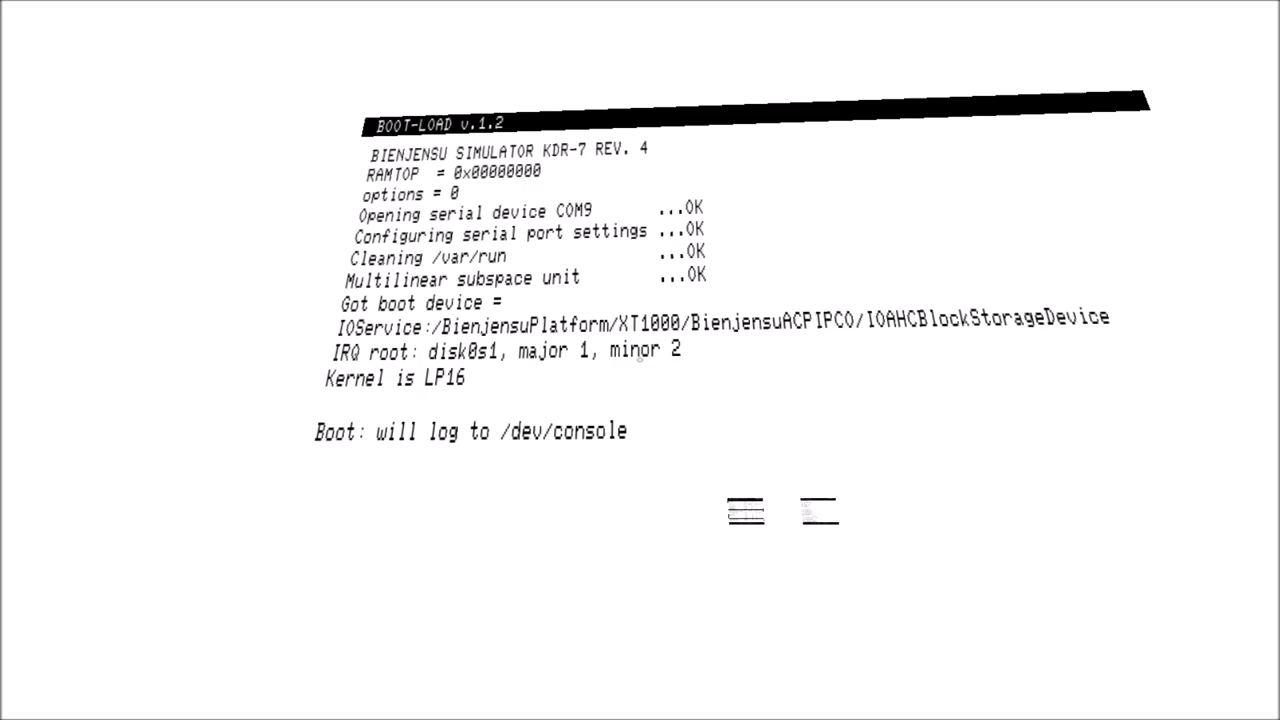 BOOT-LOAD v.1.2
BIENJENSU SIMULATOR KDR-7 REV. 4
RAMTOP = 0x00000000
options = 0
Opening serial device COM9 ...OK
Configuring serial port settings ...OK
Cleaning /var/run ...OK
Multilinear subspace unit ...OK
Got boot device =
IOService:/BienjensuPlatform/XT1000/BienjensuACPIPC0/IOAHCBlockStorageDevice
IRQ root: disk0s1, major 1, minor 2
Kernel is LP16
Boot: will log to /dev/console